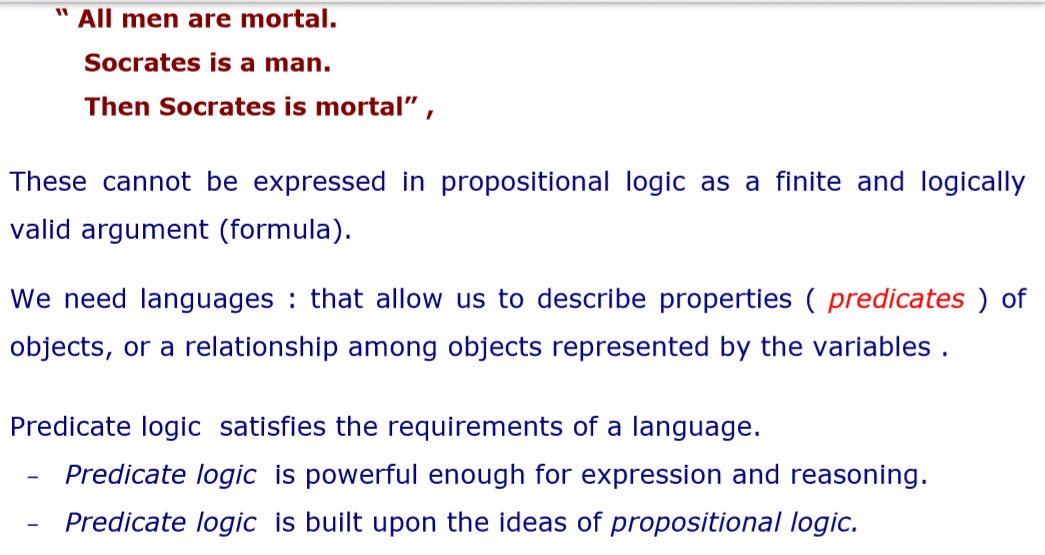 “ All men are mortal.
Socrates is a man.
Then Socrates is mortal” ,
These cannot be expressed in propositional logic as a finite and logically
valid argument (formula).
We need languages : that allow us to describe properties ( predicates ) of
objects, or a relationship among objects represented by the variables .
Predicate logic satisfies the requirements of a language.
– Predicate logic is powerful enough for expression and reasoning.
– Predicate logic is built upon the ideas of propositional logic.